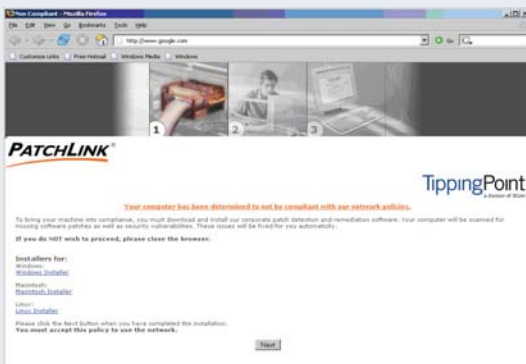 Non Compliant - Mozilla Firefox
File Edit View Go Bookmarks Tools Help
http://www.google.com
Go
Customize Links Free Hotmail Windows Media Windows
1 2 3
PATCHLINK®
TippingPoint
a division of 3Com
Your computer has been determined to not be compliant with our network policies.
To bring your machine into compliance, you must download and install our corporate patch detection and remediation software. Your computer will be scanned for
missing software patches as well as security vulnerabilities. These issues will be fixed for you automatically.
If you do NOT wish to proceed, please close the browser.
Installers for:
Windows:
Windows Installer
Macintosh:
Macintosh Installer
Linux:
Linux Installer
Please click the Next button when you have completed the installation.
You must accept this policy to use the network.
Next